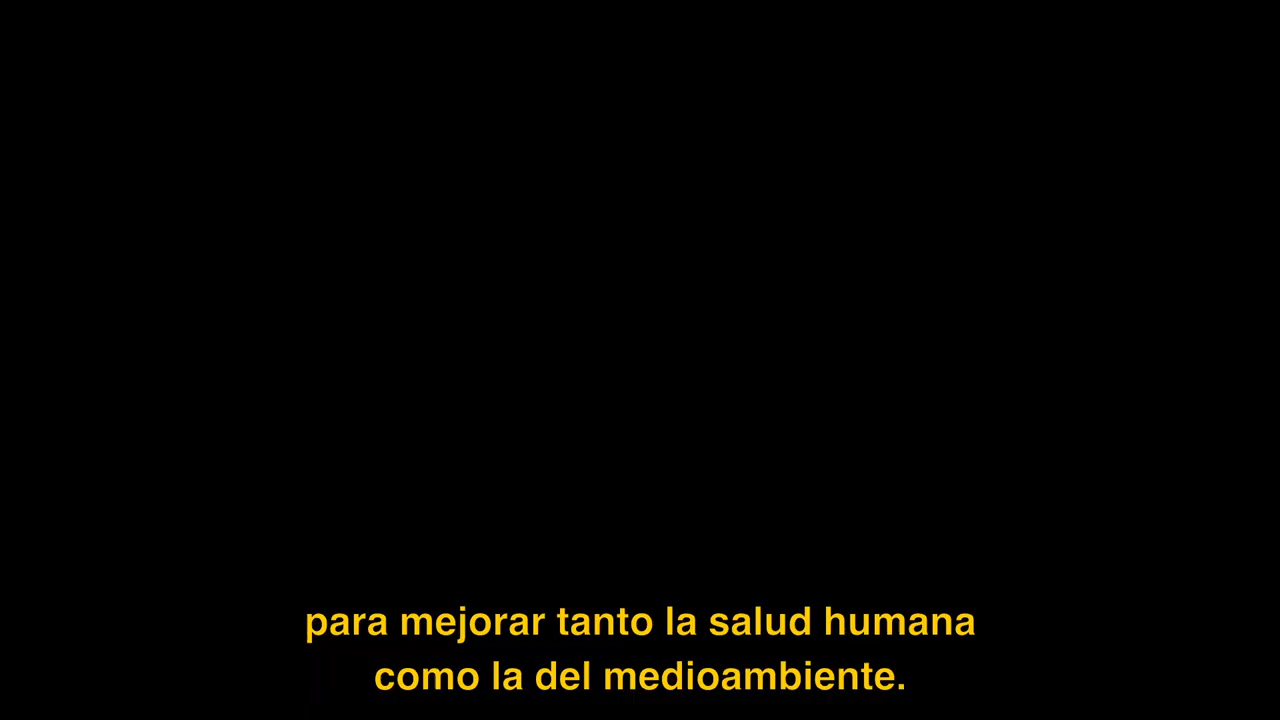 para mejorar tanto la salud humana
como la del medioambiente.